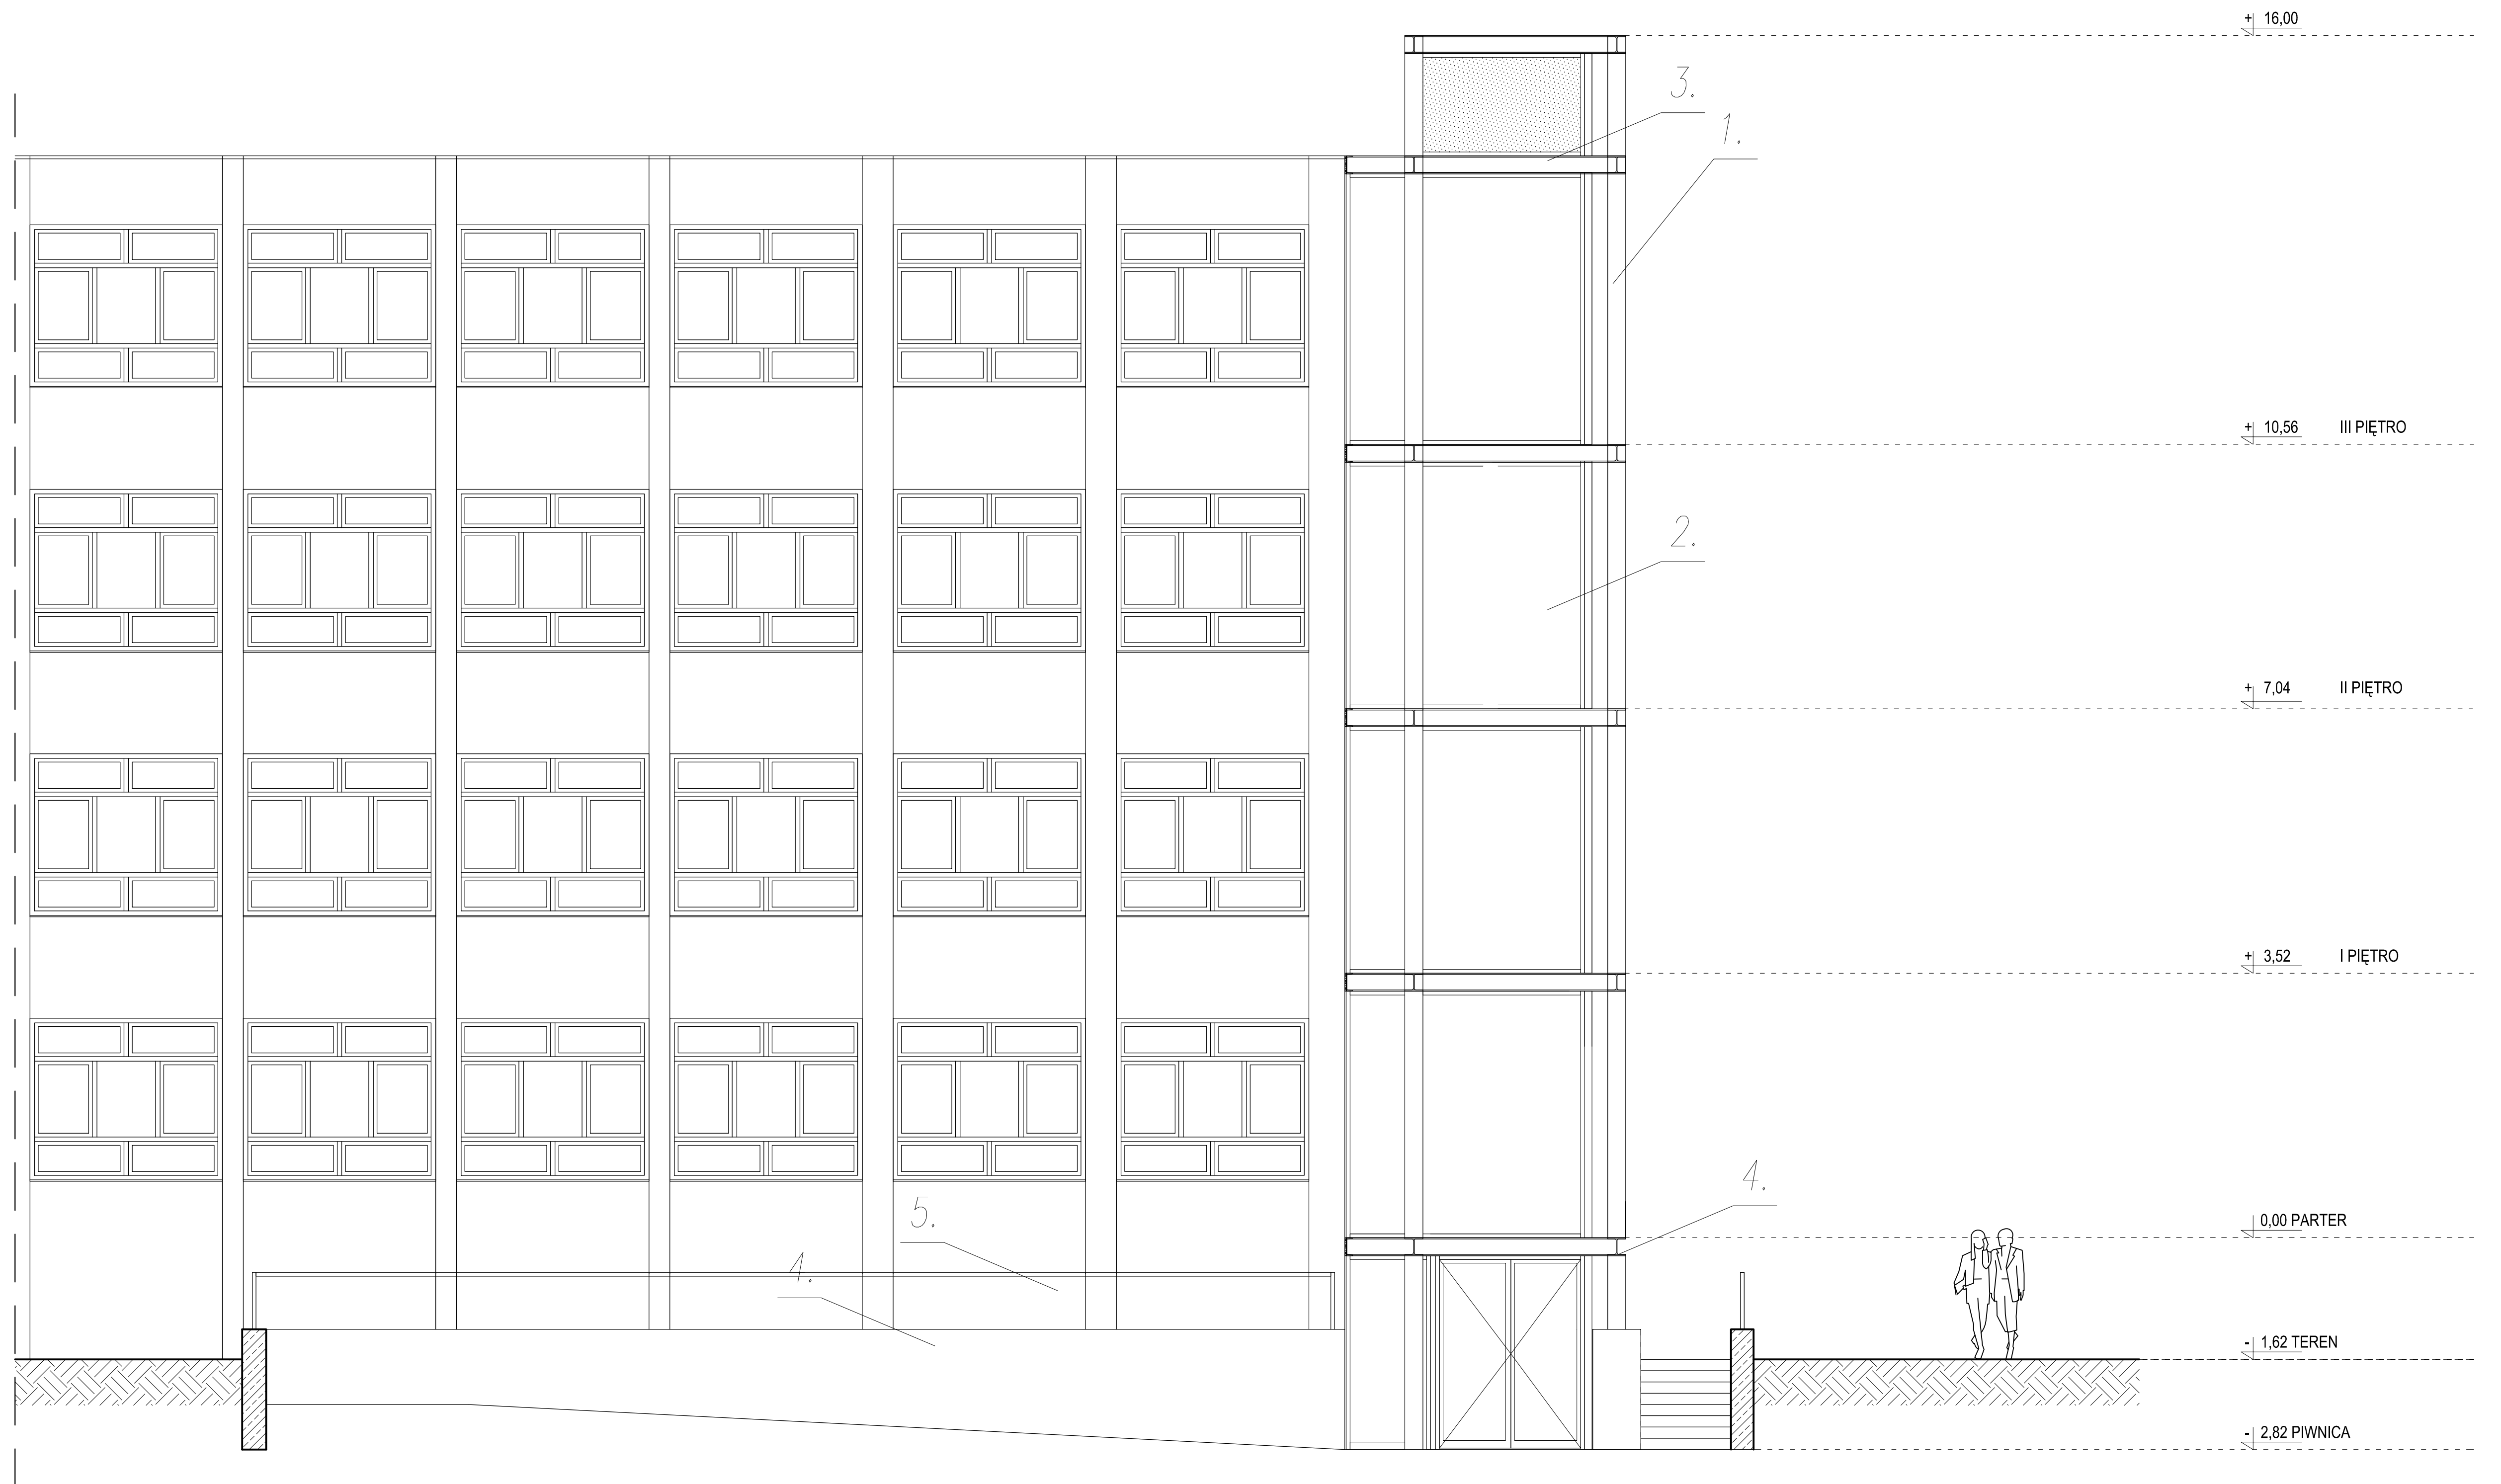 + 16,00
3.
1.
+ 10,56 III PIĘTRO
2.
+ 7,04 II PIĘTRO
+ 3,52 I PIĘTRO
4.
5.
0,00 PARTER
4.
- 1,62 TEREN
- 2,82 PIWNICA